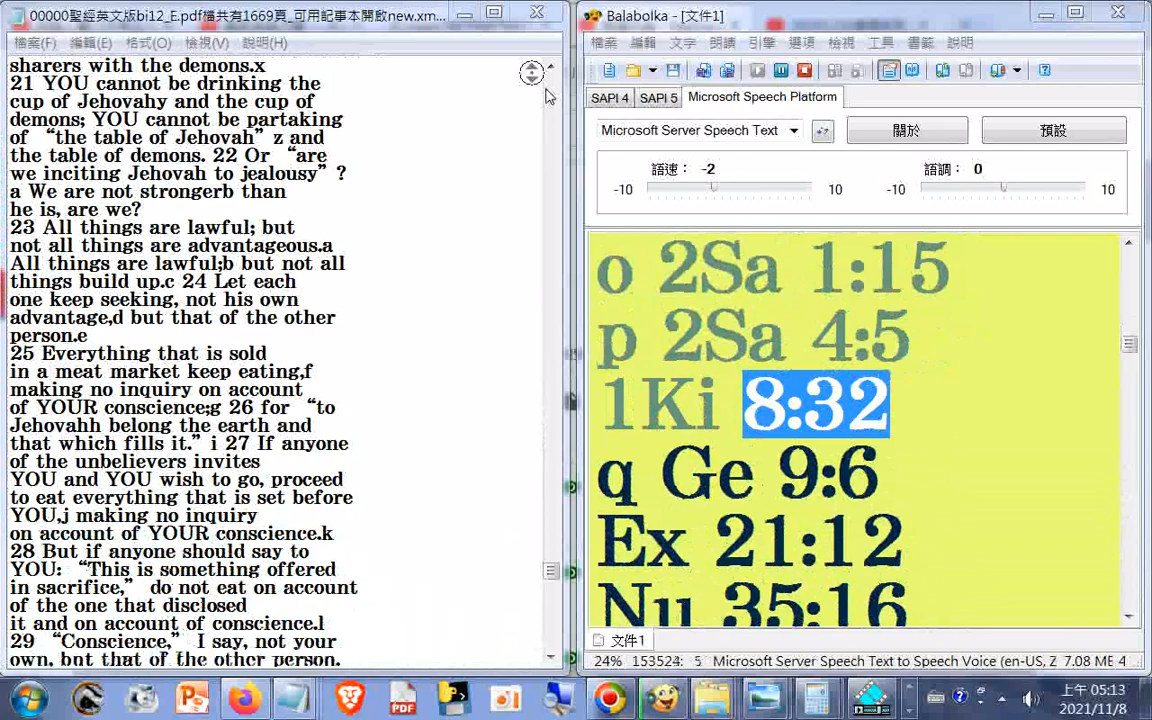 00000聖經英文版bi12_E.pdf檔共有1669頁_可用記事本開啟new.xm...
檔案(F) 編輯(E) 格式(O) 檢視(V) 說明(H)
sharers with the demons.x
21 YOU cannot be drinking the
cup of Jehovahy and the cup of
demons; YOU cannot be partaking
of “the table of Jehovah” z and
the table of demons. 22 Or “are
we inciting Jehovah to jealousy” ?
a We are not strongerb than
he is, are we?
23 All things are lawful; but
not all things are advantageous.a
All things are lawful;b but not all
things build up.c 24 Let each
one keep seeking, not his own
advantage,d but that of the other
person.e
25 Everything that is sold
in a meat market keep eating,f
making no inquiry on account
of YOUR conscience;g 26 for “to
Jehovahh belong the earth and
that which fills it.” i 27 If anyone
of the unbelievers invites
YOU and YOU wish to go, proceed
to eat everything that is set before
YOU,j making no inquiry
on account of YOUR conscience.k
28 But if anyone should say to
YOU: “This is something offered
in sacrifice,” do not eat on account
of the one that disclosed
it and on account of conscience.l
29 “Conscience,” I say, not your
own, but that of the other person.
Balabolka - [文件1]
檔案 編輯 文字 朗讀 引擎 選項 檢視 工具 書籤 說明
SAPI 4 SAPI 5 Microsoft Speech Platform
Microsoft Server Speech Text 關於 預設
語速： -2 語調： 0
-10 10 -10 10
o 2Sa 1:15
p 2Sa 4:5
1Ki 8:32
q Ge 9:6
Ex 21:12
Nu 35:16
文件1
24% 153524: 5 Microsoft Server Speech Text to Speech Voice (en-US, Z 7.08 MB 4
上午 05:13
2021/11/8